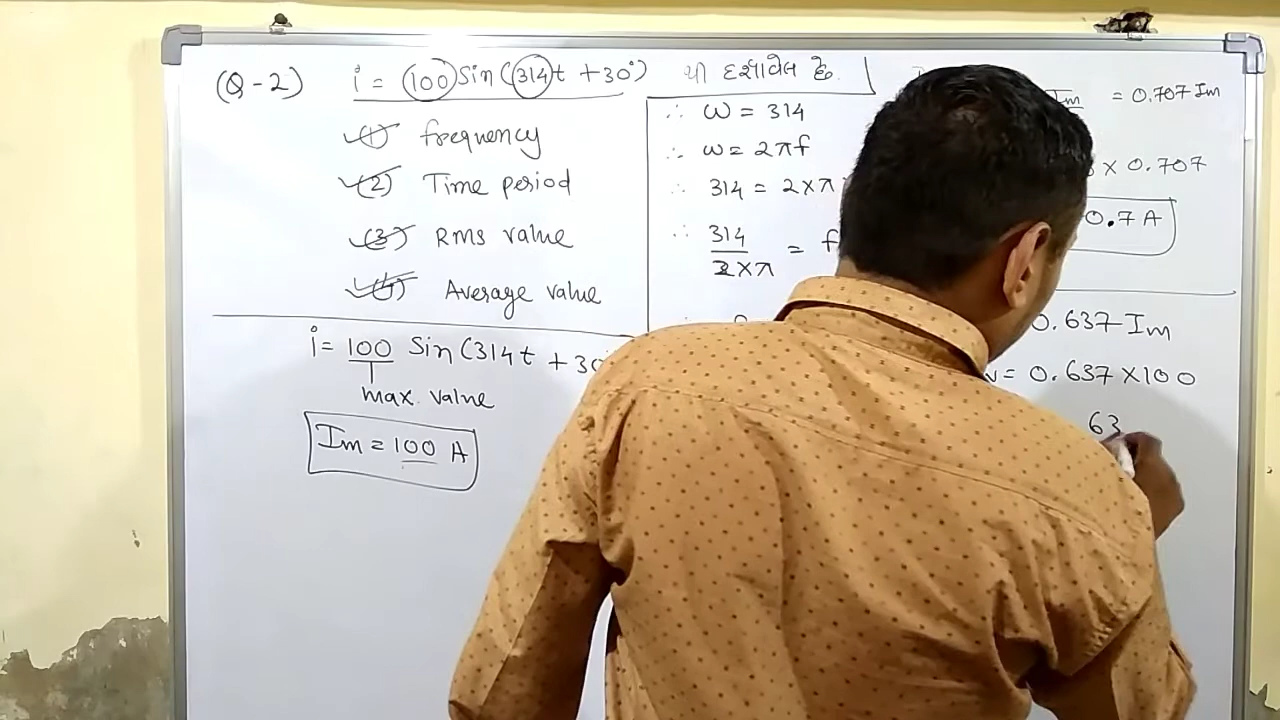 (Q-2) i = 100 Sin(314t +30°) થી દર્શાવેલ છે.
(1) frequency
(2) Time period
(3) Rms value
(4) Average value
i = 100 Sin(314t + 30
max. value
Im = 100 A
∴ ω = 314
∴ ω = 2πf
∴ 314 = 2×π
∴ 314/2×π = f
Im = 0.707 Im
× 0.707
0.7 A
0.637 Im
= 0.637 × 100
63